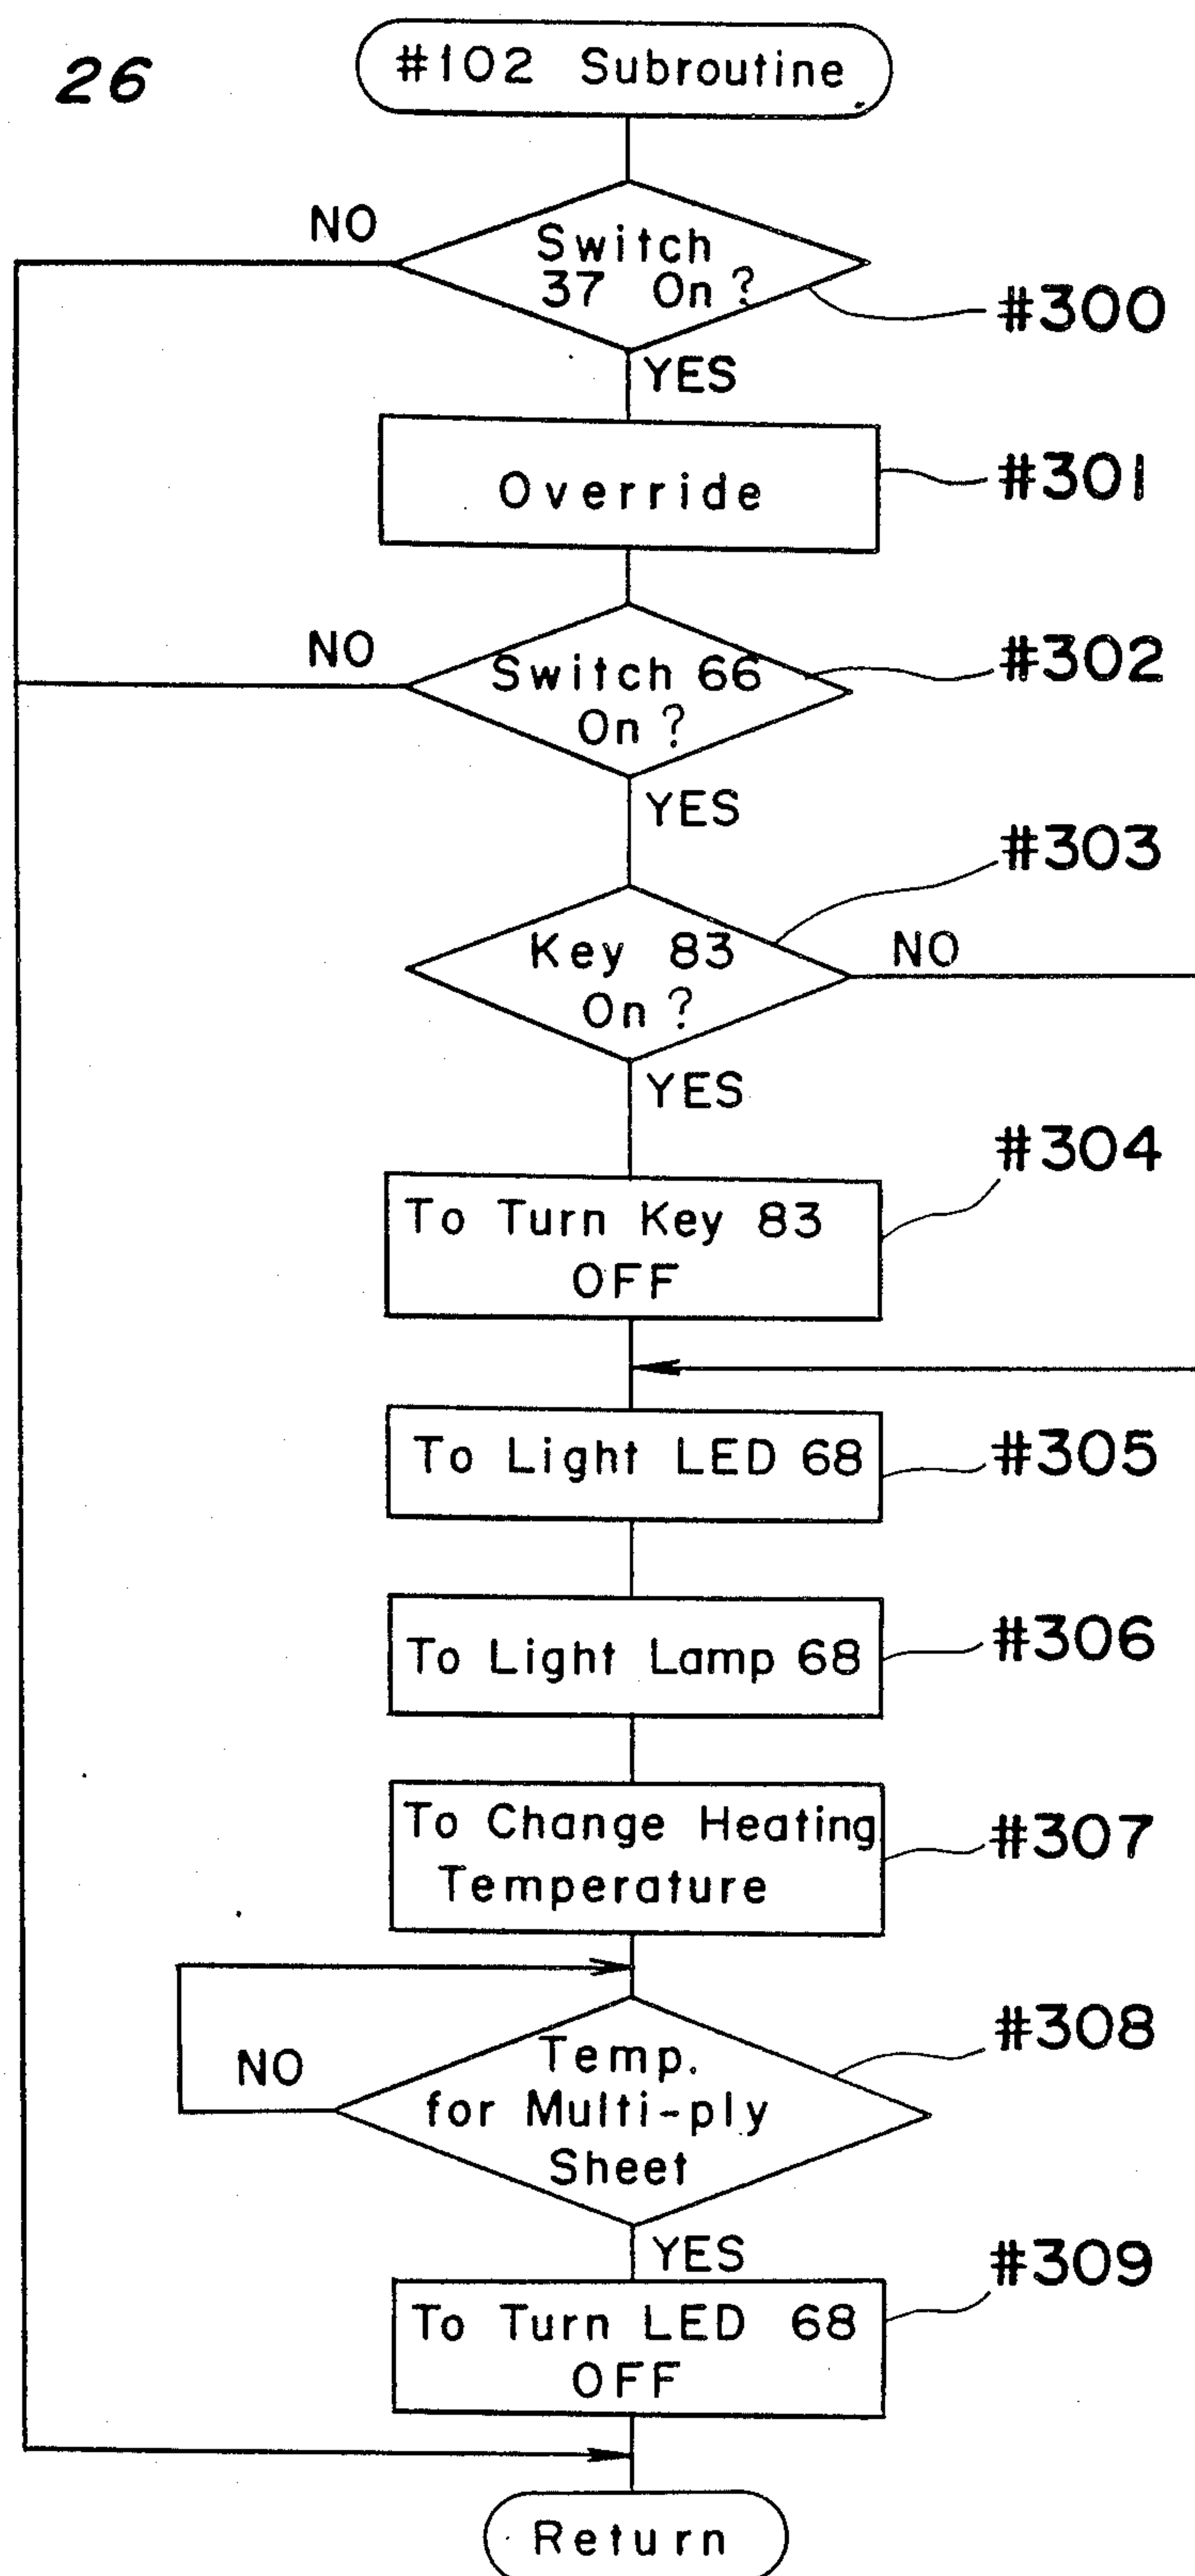 26
#102 Subroutine
NO
Switch
37 On?
#300
YES
Override
#301
NO
Switch 66
On?
#302
YES
#303
Key 83
On?
NO
YES
#304
To Turn Key 83
OFF
To Light LED 68
#305
To Light Lamp 68
#306
To Change Heating
Temperature
#307
NO
Temp.
for Multi-ply
Sheet
#308
YES
#309
To Turn LED 68
OFF
Return